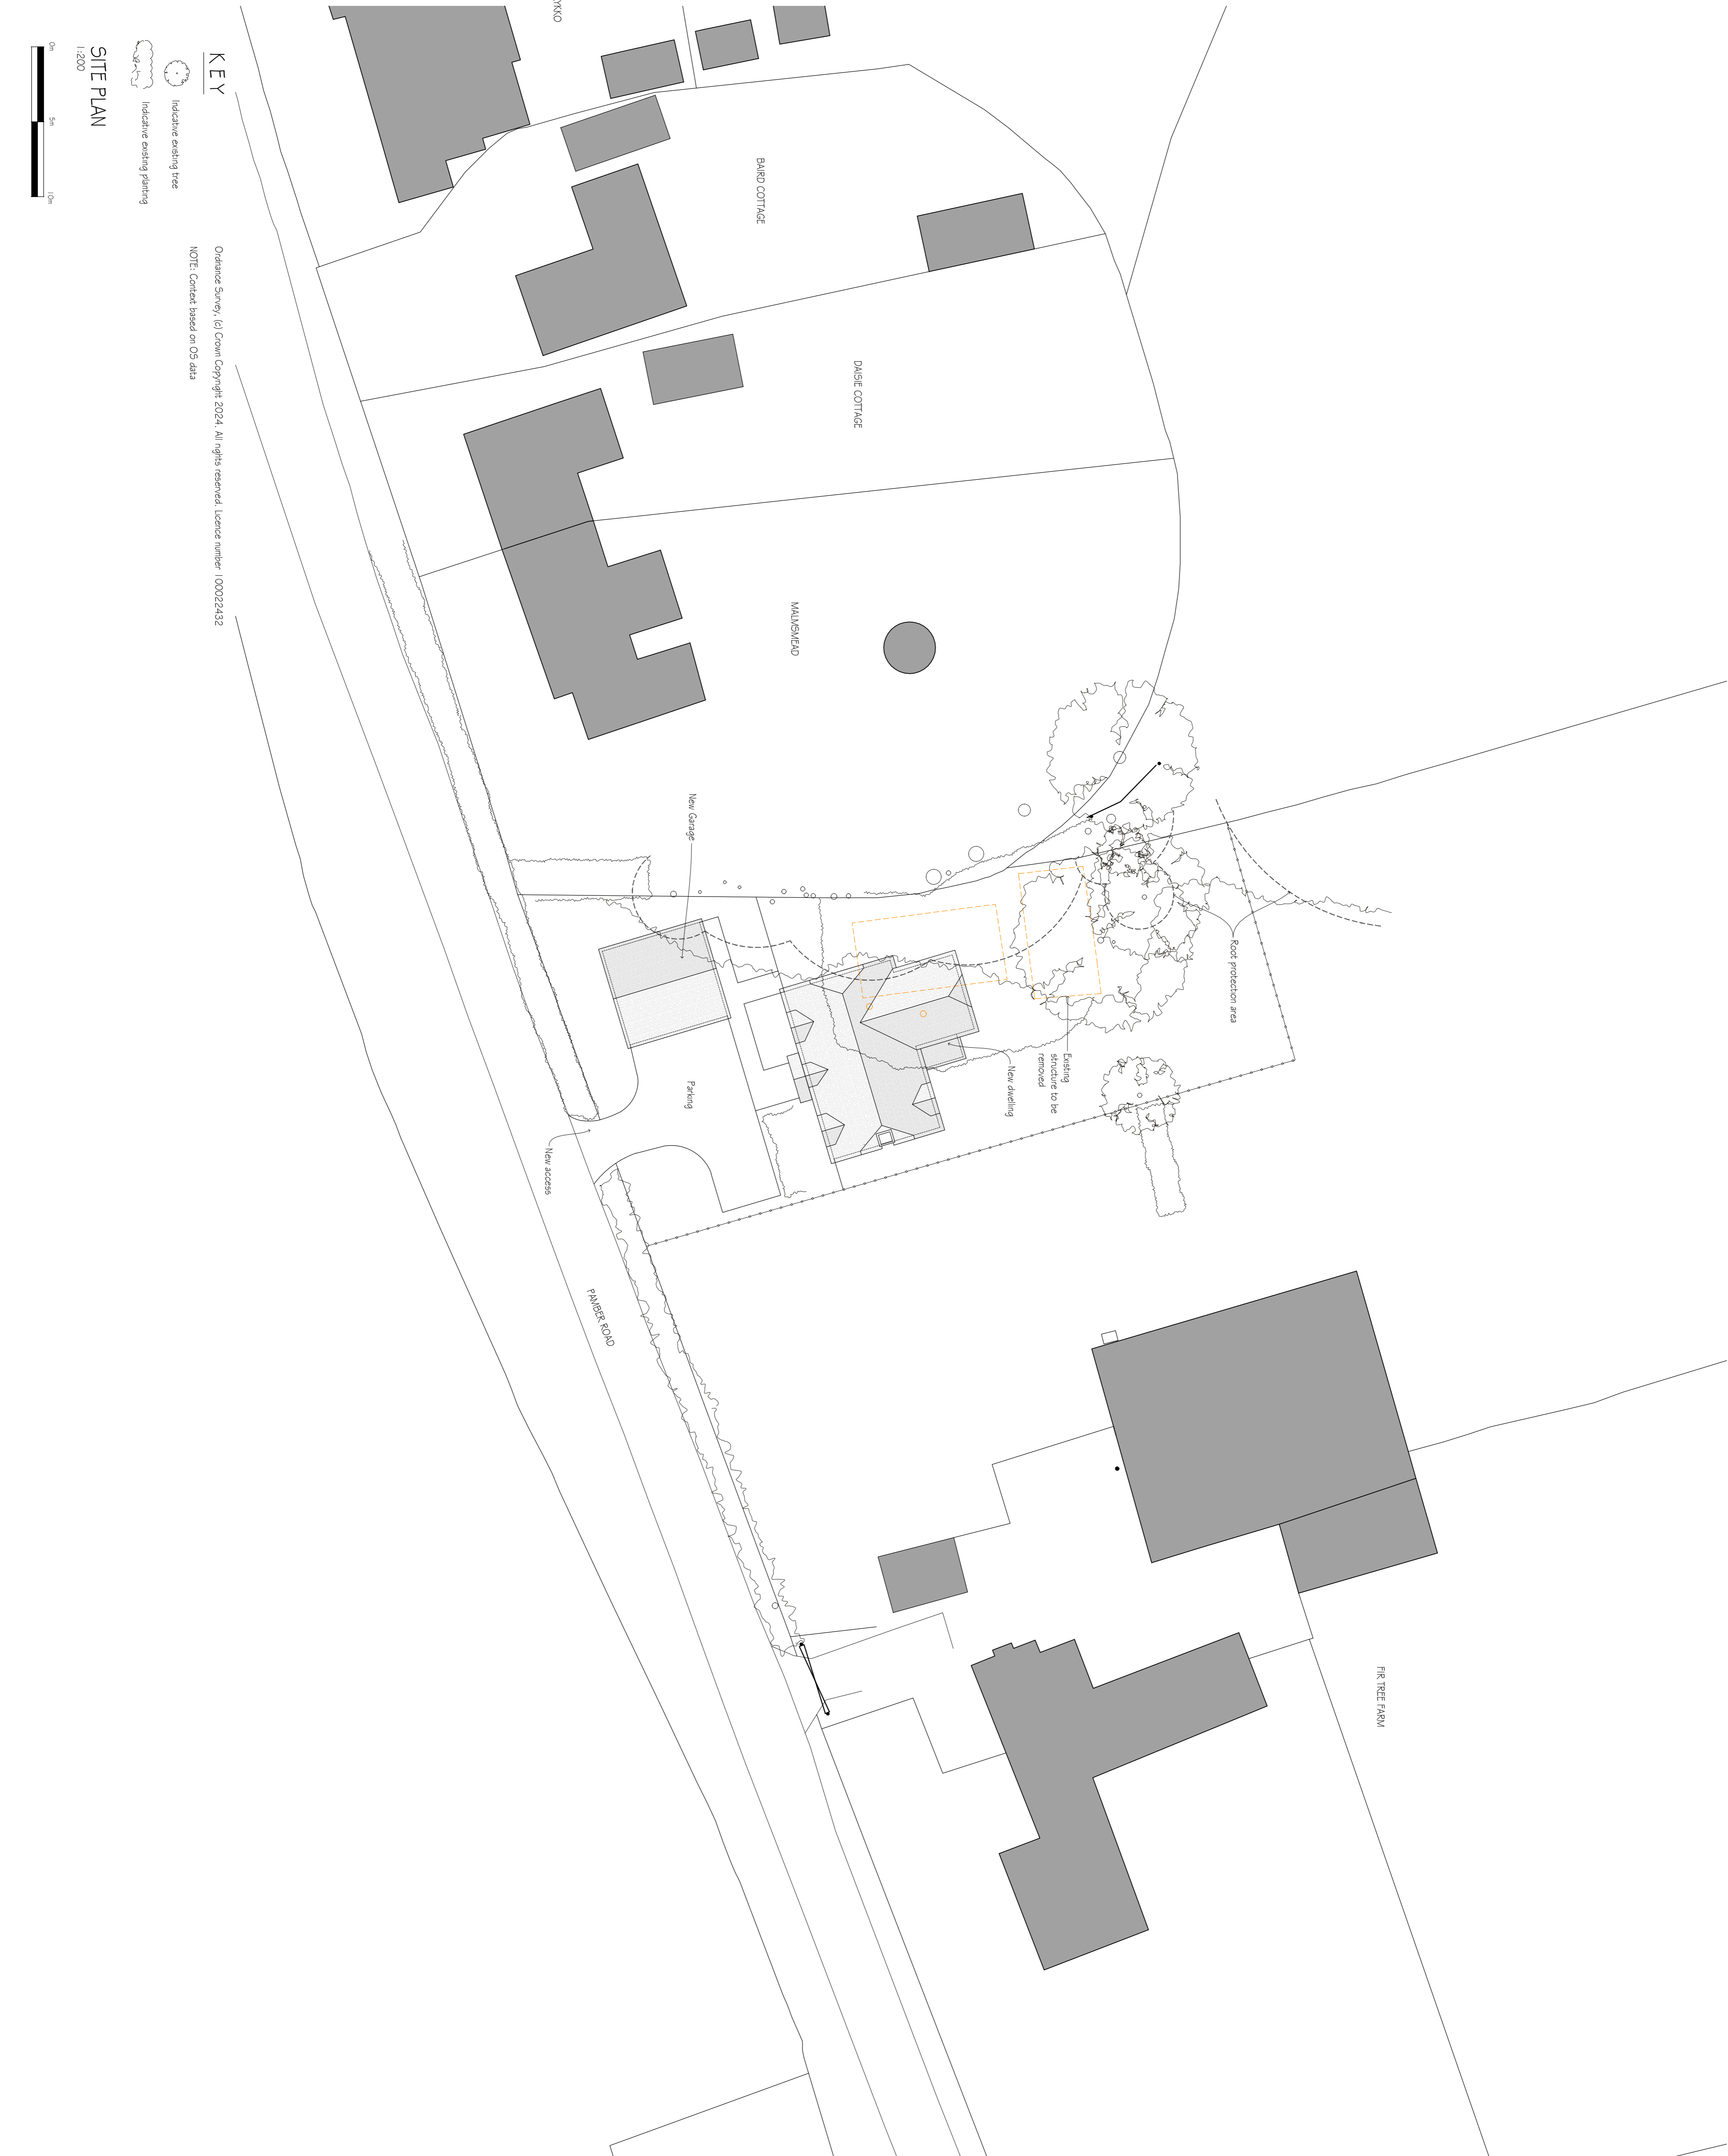 BAIRD COTTAGE
DAISIE COTTAGE
MALMSMEAD
New Garage
Root protection area
Existing
structure to be
removed
New dwelling
Parking
New access
PAMBER ROAD
FIR TREE FARM
KEY
Indicative existing tree
Indicative existing planting
SITE PLAN
1:200
0m 5m 10m
Ordnance Survey, (c) Crown Copyright 2024. All rights reserved. Licence number 100022432
NOTE: Context based on OS data